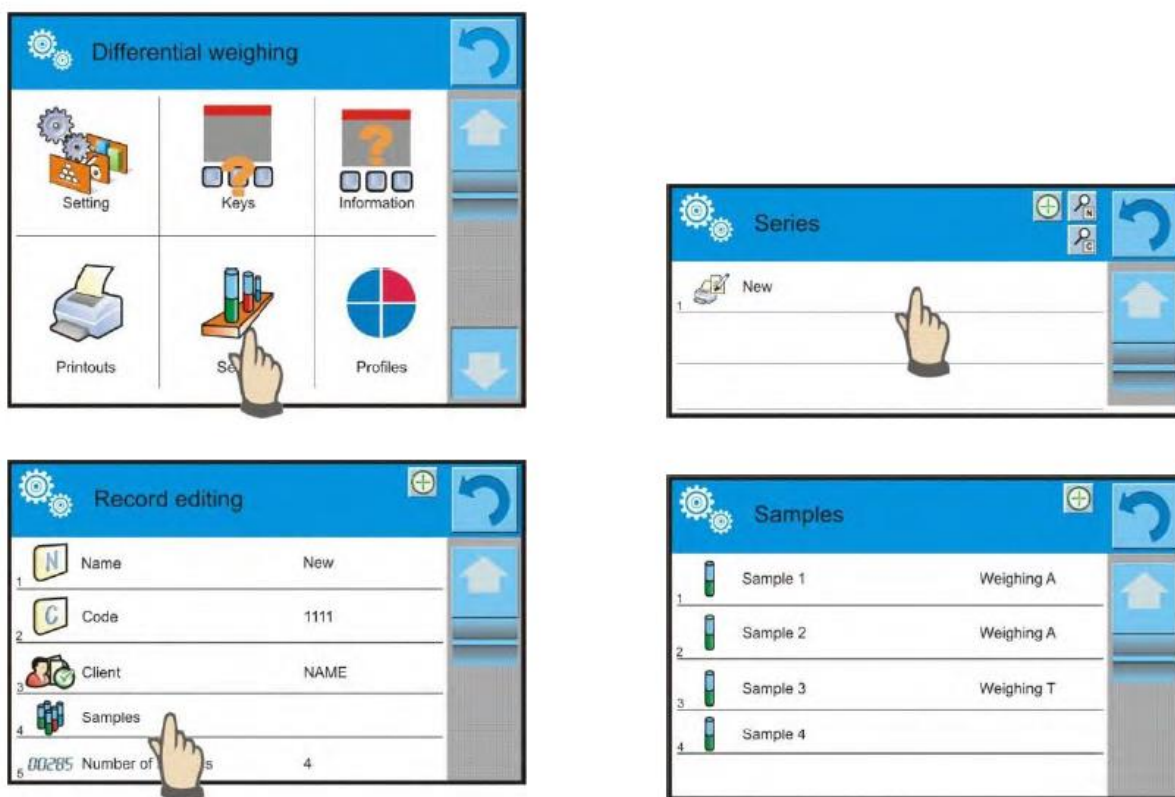 Differential weighing
Setting
Keys
Information
Printouts
Profiles
Series
N
C
1 New
Record editing
1 N Name New
2 C Code 1111
3 Client NAME
4 Samples
5 00285 Number of 4
Samples
1 Sample 1 Weighing A
2 Sample 2 Weighing A
3 Sample 3 Weighing T
4 Sample 4